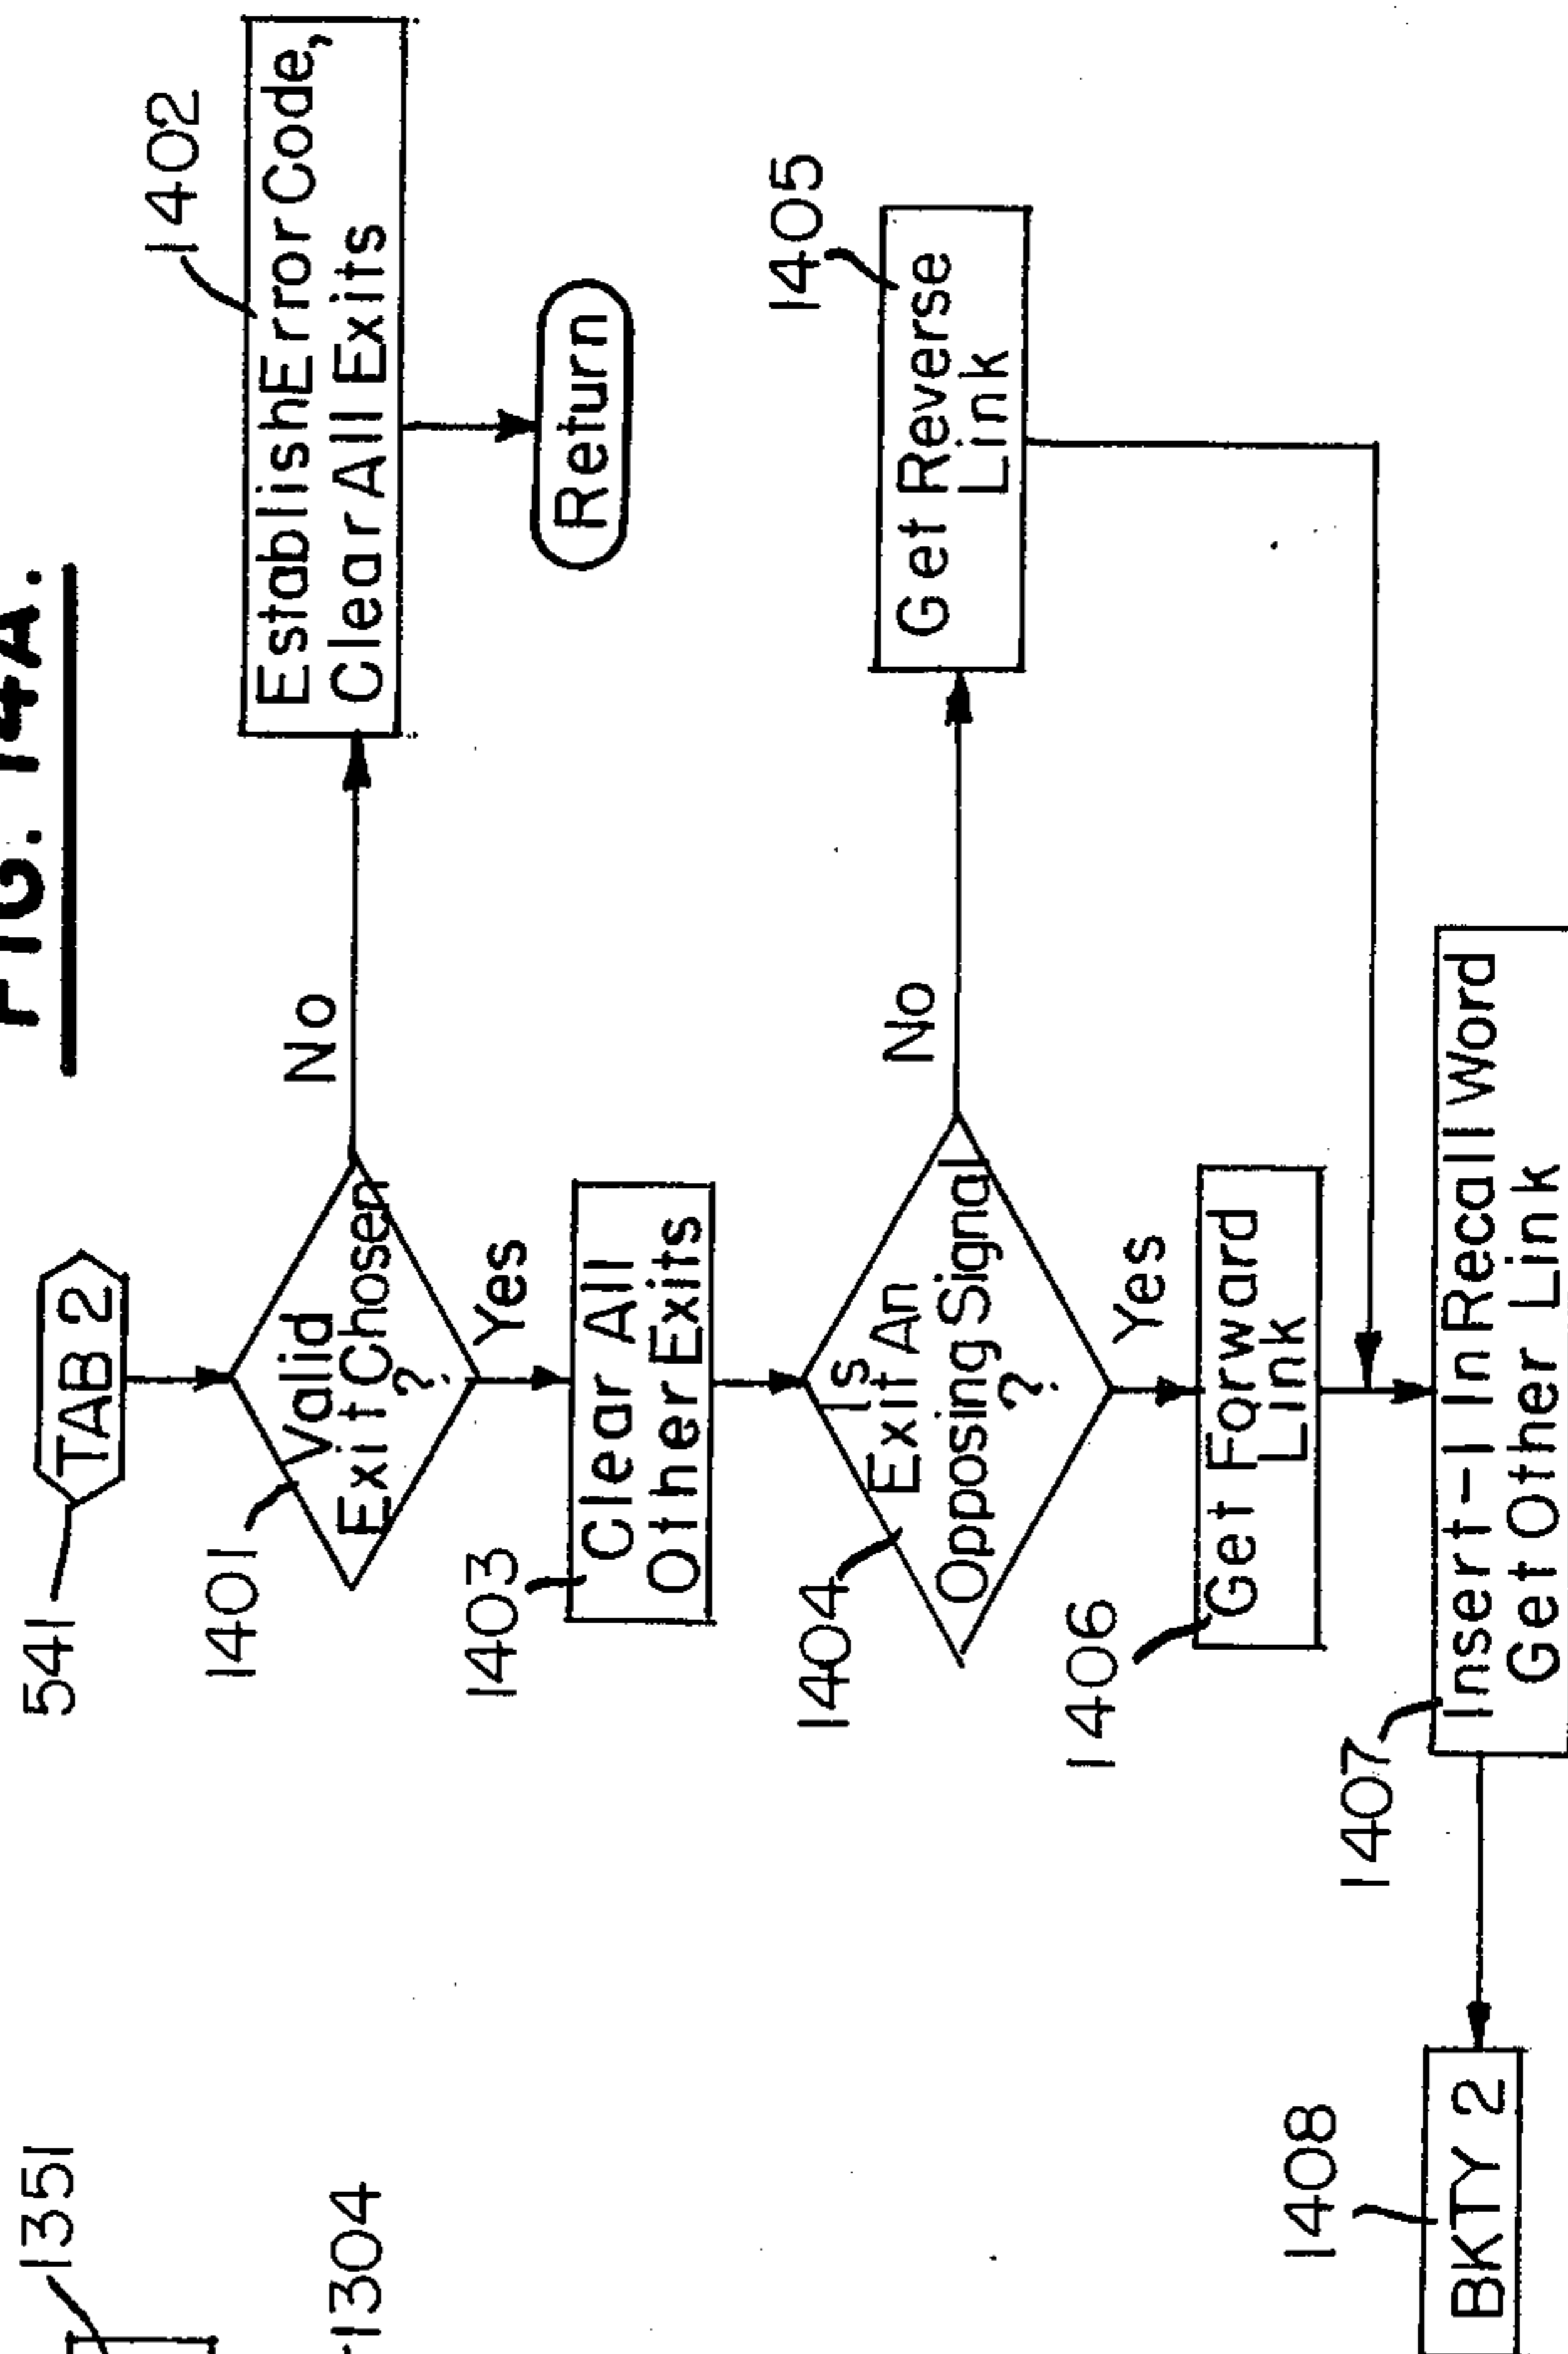 FIG. 14A.
541
TAB 2
1401
Valid
Exit Chosen
?
No
1402
Establish Error Code,
Clear All Exits
Return
Yes
1403
Clear All
Other Exits
1404
Is
Exit An
Opposing Signal
?
No
1405
Get Reverse
Link
Yes
1406
Get Forward
Link
1407
Insert-1 In Recall Word
Get Other Link
1408
BKTY 2
1351
1304